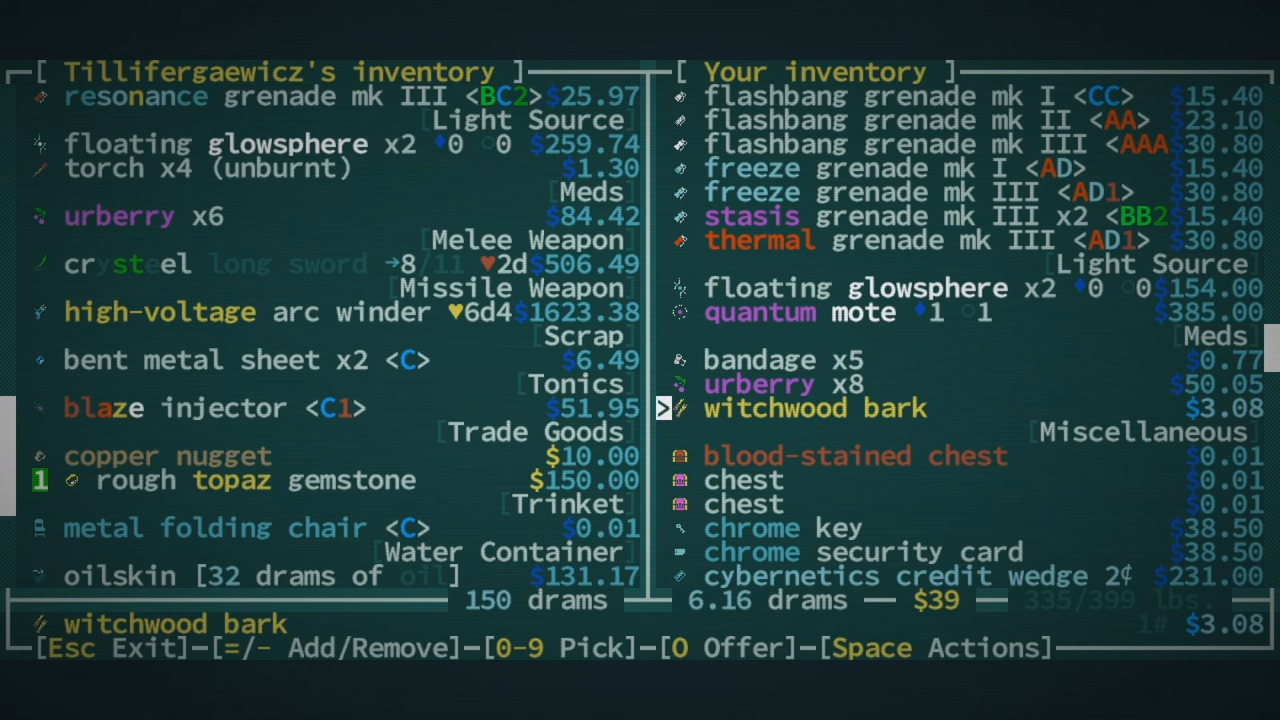 [ Tillifergaewicz's inventory ]
resonance grenade mk III <BC2>$25.97
[Light Source]
floating glowsphere x2 ♦0 ○0 $259.74
torch x4 (unburnt) $1.30
[Meds]
urberry x6 $84.42
[Melee Weapon]
crysteel long sword →8/11 ♥2d$506.49
[Missile Weapon]
high-voltage arc winder ♥6d4$1623.38
[Scrap]
bent metal sheet x2 <C> $6.49
[Tonics]
blaze injector <C1> $51.95
[Trade Goods]
copper nugget $10.00
1 rough topaz gemstone $150.00
[Trinket]
metal folding chair <C> $0.01
[Water Container]
oilskin [32 drams of oil] $131.17
150 drams
[ Your inventory ]
flashbang grenade mk I <CC> $15.40
flashbang grenade mk II <AA> $23.10
flashbang grenade mk III <AAA$30.80
freeze grenade mk I <AD> $15.40
freeze grenade mk III <AD1> $30.80
stasis grenade mk III x2 <BB2$15.40
thermal grenade mk III <AD1> $30.80
[Light Source]
floating glowsphere x2 ♦0 ○0$154.00
quantum mote ♦1 ○1 $385.00
[Meds]
bandage x5 $0.77
urberry x8 $50.05
> witchwood bark $3.08
[Miscellaneous]
blood-stained chest $0.01
chest $0.01
chest $0.01
chrome key $38.50
chrome security card $38.50
cybernetics credit wedge 2¢ $231.00
6.16 drams — $39 — 335/399 lbs.
witchwood bark 1# $3.08
[Esc Exit]—[=/- Add/Remove]—[0-9 Pick]—[O Offer]—[Space Actions]